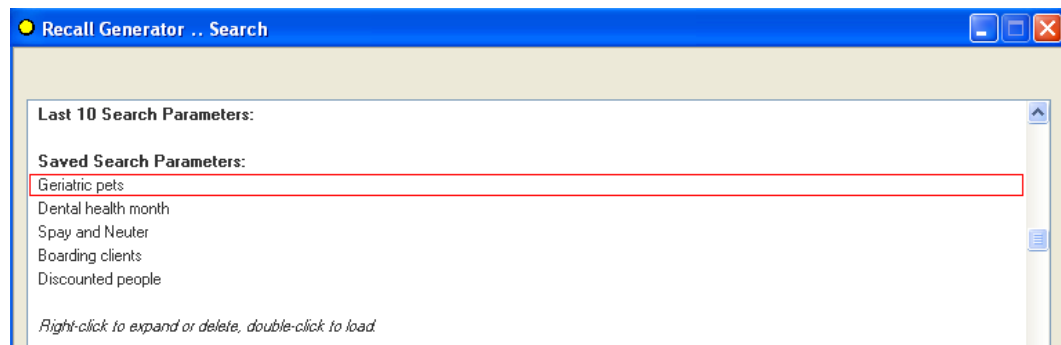 Recall Generator .. Search
Last 10 Search Parameters:
Saved Search Parameters:
Geriatric pets
Dental health month
Spay and Neuter
Boarding clients
Discounted people
Right-click to expand or delete, double-click to load.